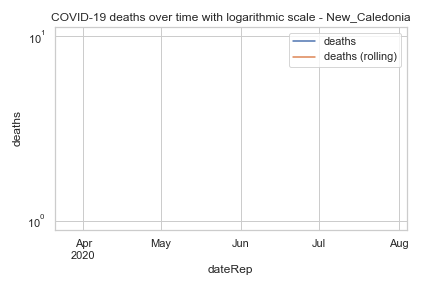 COVID-19 deaths over time with logarithmic scale - New_Caledonia
10¹
deaths
deaths (rolling)
deaths
10⁰
Apr May Jun Jul Aug
2020
dateRep